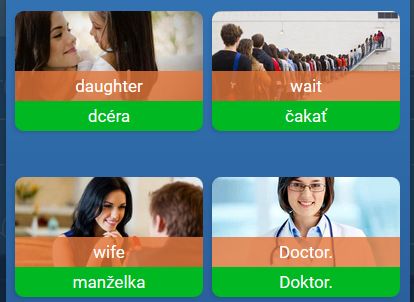 daughter
dcéra
wait
čakať
wife
manželka
Doctor.
Doktor.